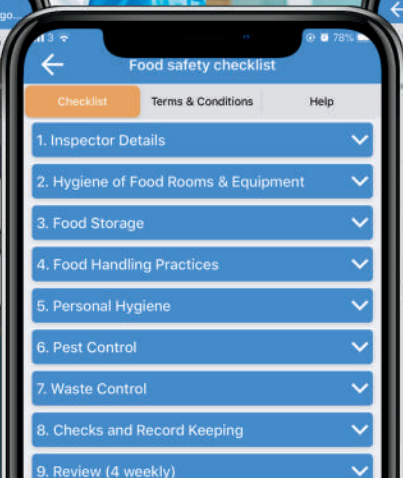 go...
3
78%
Food safety checklist
Checklist
Terms & Conditions
Help
1. Inspector Details
2. Hygiene of Food Rooms & Equipment
3. Food Storage
4. Food Handling Practices
5. Personal Hygiene
6. Pest Control
7. Waste Control
8. Checks and Record Keeping
9. Review (4 weekly)